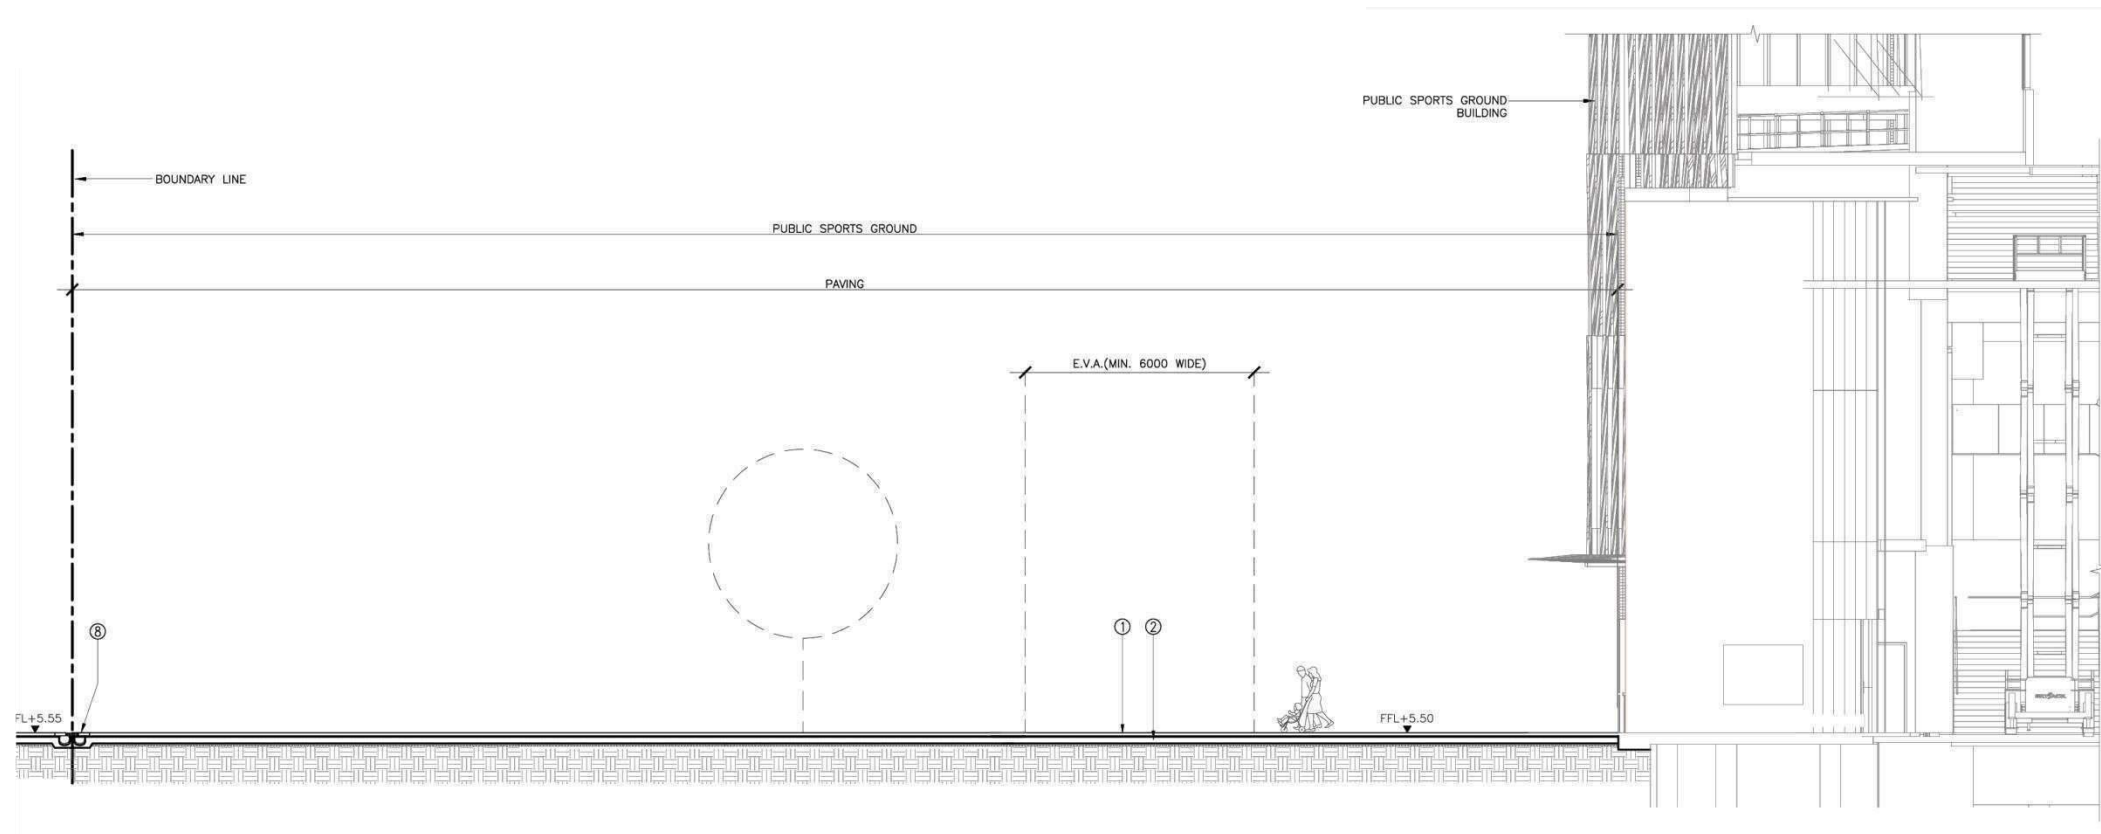 PUBLIC SPORTS GROUND
BUILDING
BOUNDARY LINE
PUBLIC SPORTS GROUND
PAVING
E.V.A.(MIN. 6000 WIDE)
8
1 2
FL+5.55
FFL+5.50